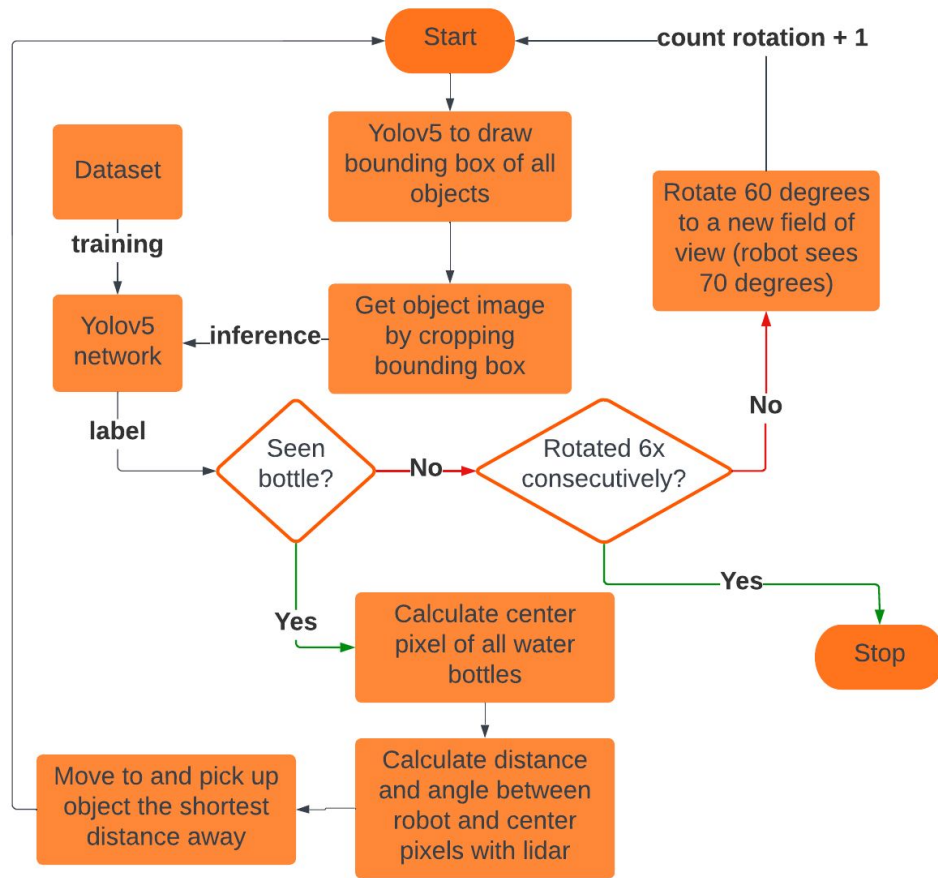 Start
count rotation + 1
Yolov5 to draw
bounding box of all
objects
Dataset
training
Rotate 60 degrees
to a new field of
view (robot sees
70 degrees)
Get object image
by cropping
bounding box
inference
Yolov5
network
label
Seen
bottle?
No
Rotated 6x
consecutively?
No
Yes
Yes
Calculate center
pixel of all water
bottles
Stop
Calculate distance
and angle between
robot and center
pixels with lidar
Move to and pick up
object the shortest
distance away